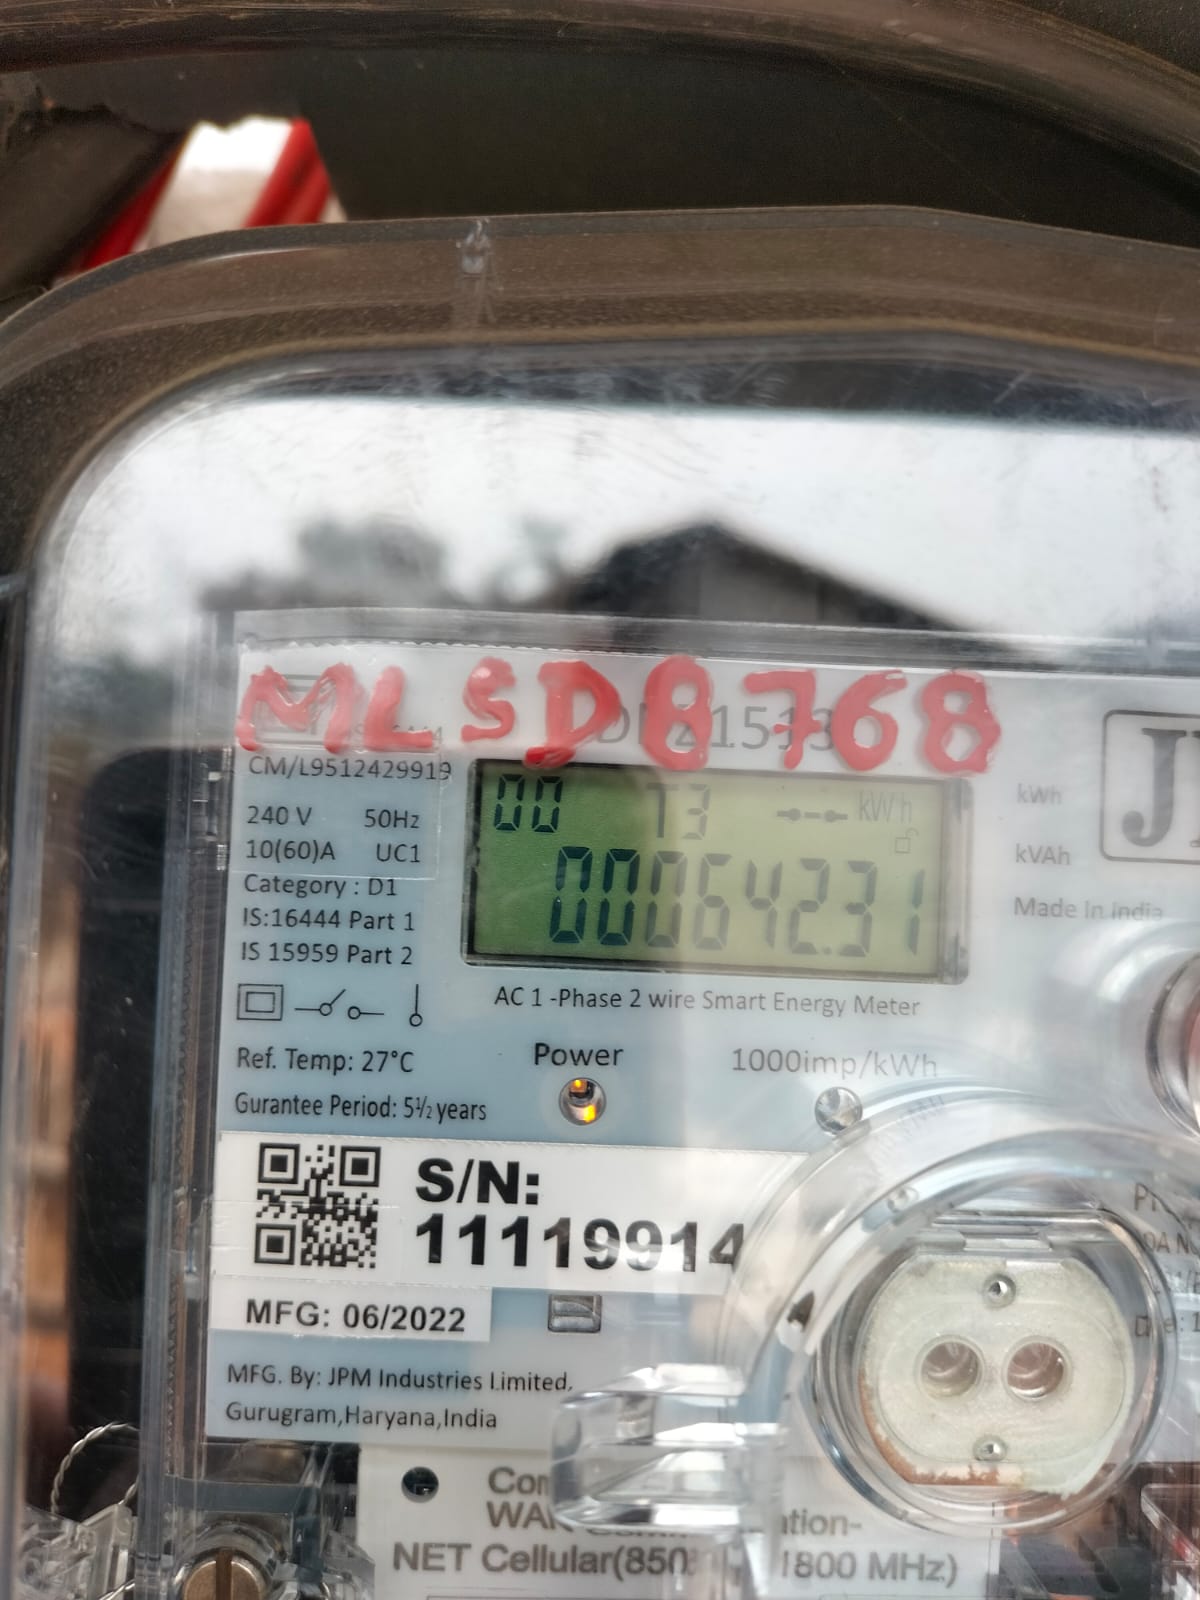 MLSD8768
CM/L9512429919
240 V 50Hz
10(60)A UC1
Category : D1
IS:16444 Part 1
IS 15959 Part 2
00 T3 kWh
00064231
kWh
kVAh
Made In India
AC 1 -Phase 2 wire Smart Energy Meter
Ref. Temp: 27°C
Power
1000imp/kWh
Gurantee Period: 5½ years
S/N:
11119914
MFG: 06/2022
MFG. By: JPM Industries Limited.
Gurugram,Haryana,India
NET Cellular(850 1800 MHz)